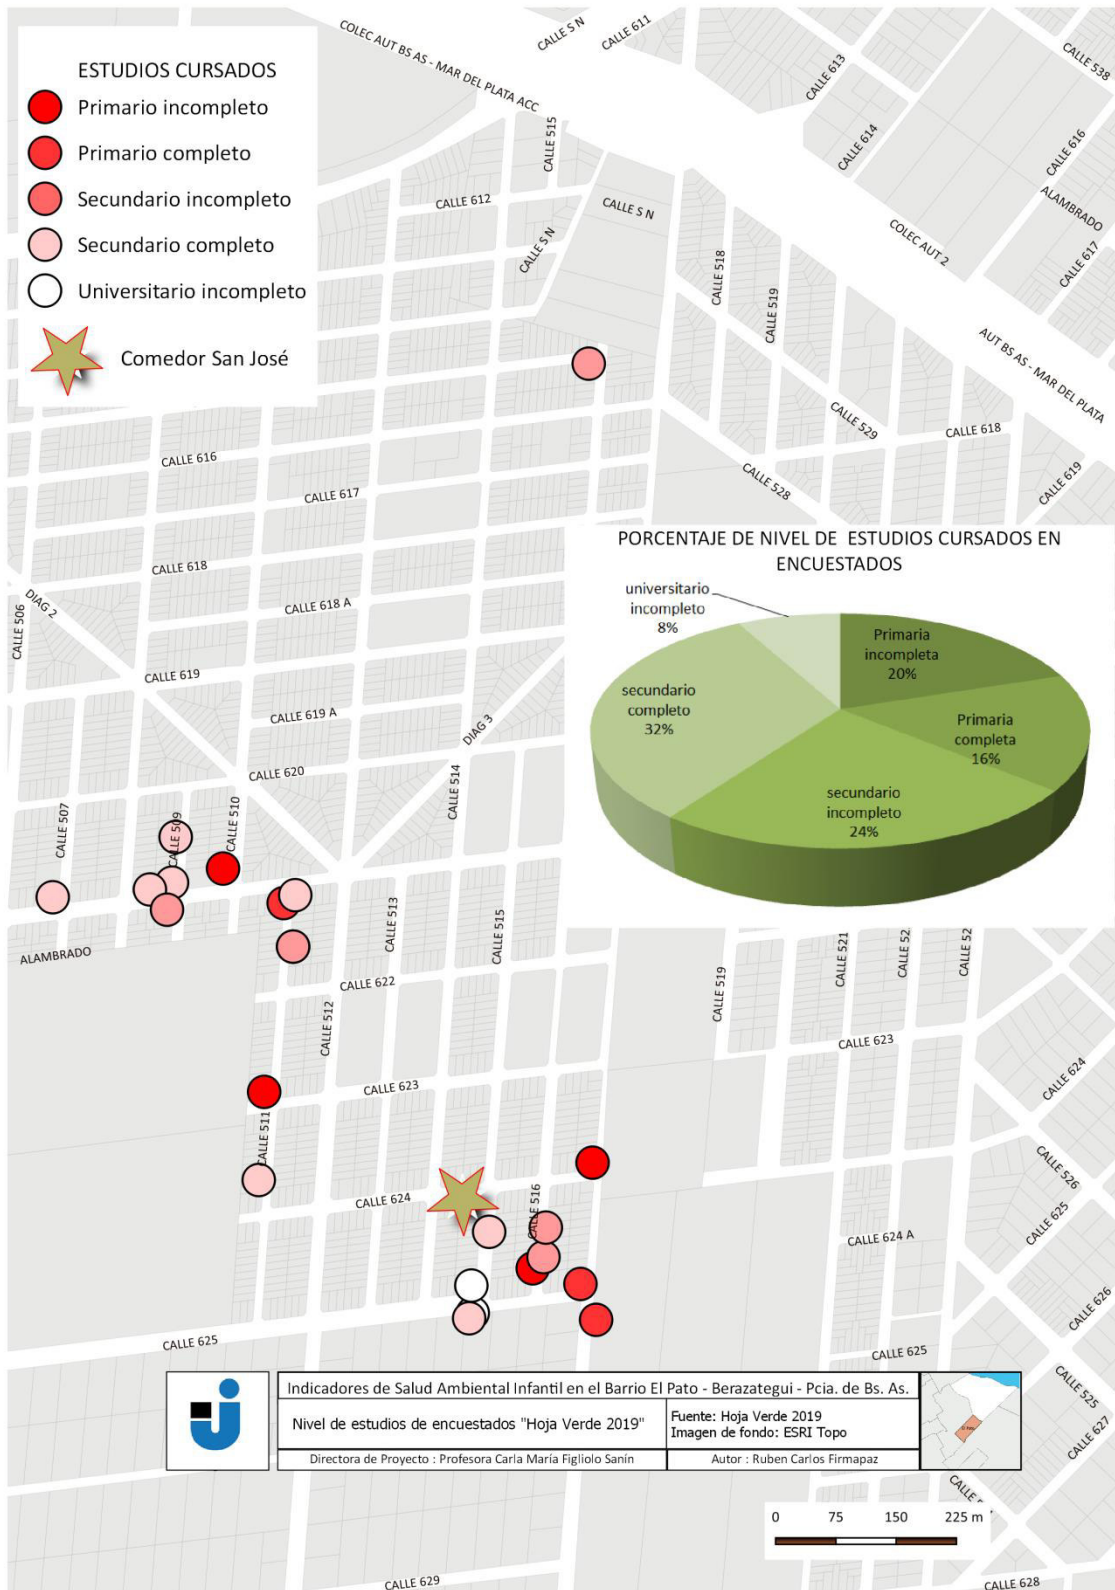 ESTUDIOS CURSADOS
Primario incompleto
Primario completo
Secundario incompleto
Secundario completo
Universitario incompleto
Comedor San José
COLEC AUT BS AS - MAR DEL PLATA ACC
CALLE S N
CALLE 611
CALLE 613
CALLE 538
CALLE 515
CALLE 614
CALLE 616
CALLE 612
CALLE S N
CALLE S N
ALAMBRADO
COLEC AUT 2
CALLE 617
CALLE 518
CALLE 519
AUT BS AS - MAR DEL PLATA
CALLE 529
CALLE 618
CALLE 616
CALLE 528
CALLE 619
CALLE 617
CALLE 618
DIAG 2
CALLE 506
CALLE 618 A
CALLE 619
CALLE 619 A
DIAG 3
CALLE 620
CALLE 514
PORCENTAJE DE NIVEL DE ESTUDIOS CURSADOS EN
ENCUESTADOS
universitario
incompleto
8%
Primaria
incompleta
20%
secundario
completo
32%
Primaria
completa
16%
secundario
incompleto
24%
CALLE 507
CALLE 509
CALLE 510
ALAMBRADO
CALLE 513
CALLE 515
CALLE 622
CALLE 512
CALLE 519
CALLE 521
CALLE 52
CALLE 52
CALLE 623
CALLE 623
CALLE 624
CALLE 511
CALLE 624
CALLE 516
CALLE 526
CALLE 625
CALLE 624 A
CALLE 626
CALLE 625
CALLE 625
CALLE 525
CALLE 627
Indicadores de Salud Ambiental Infantil en el Barrio El Pato - Berazategui - Pcia. de Bs. As.
Nivel de estudios de encuestados "Hoja Verde 2019"
Fuente: Hoja Verde 2019
Imagen de fondo: ESRI Topo
Directora de Proyecto : Profesora Carla María Figliolo Sanín
Autor : Ruben Carlos Firmapaz
0 75 150 225 m
CALLE 629
CALLE 628